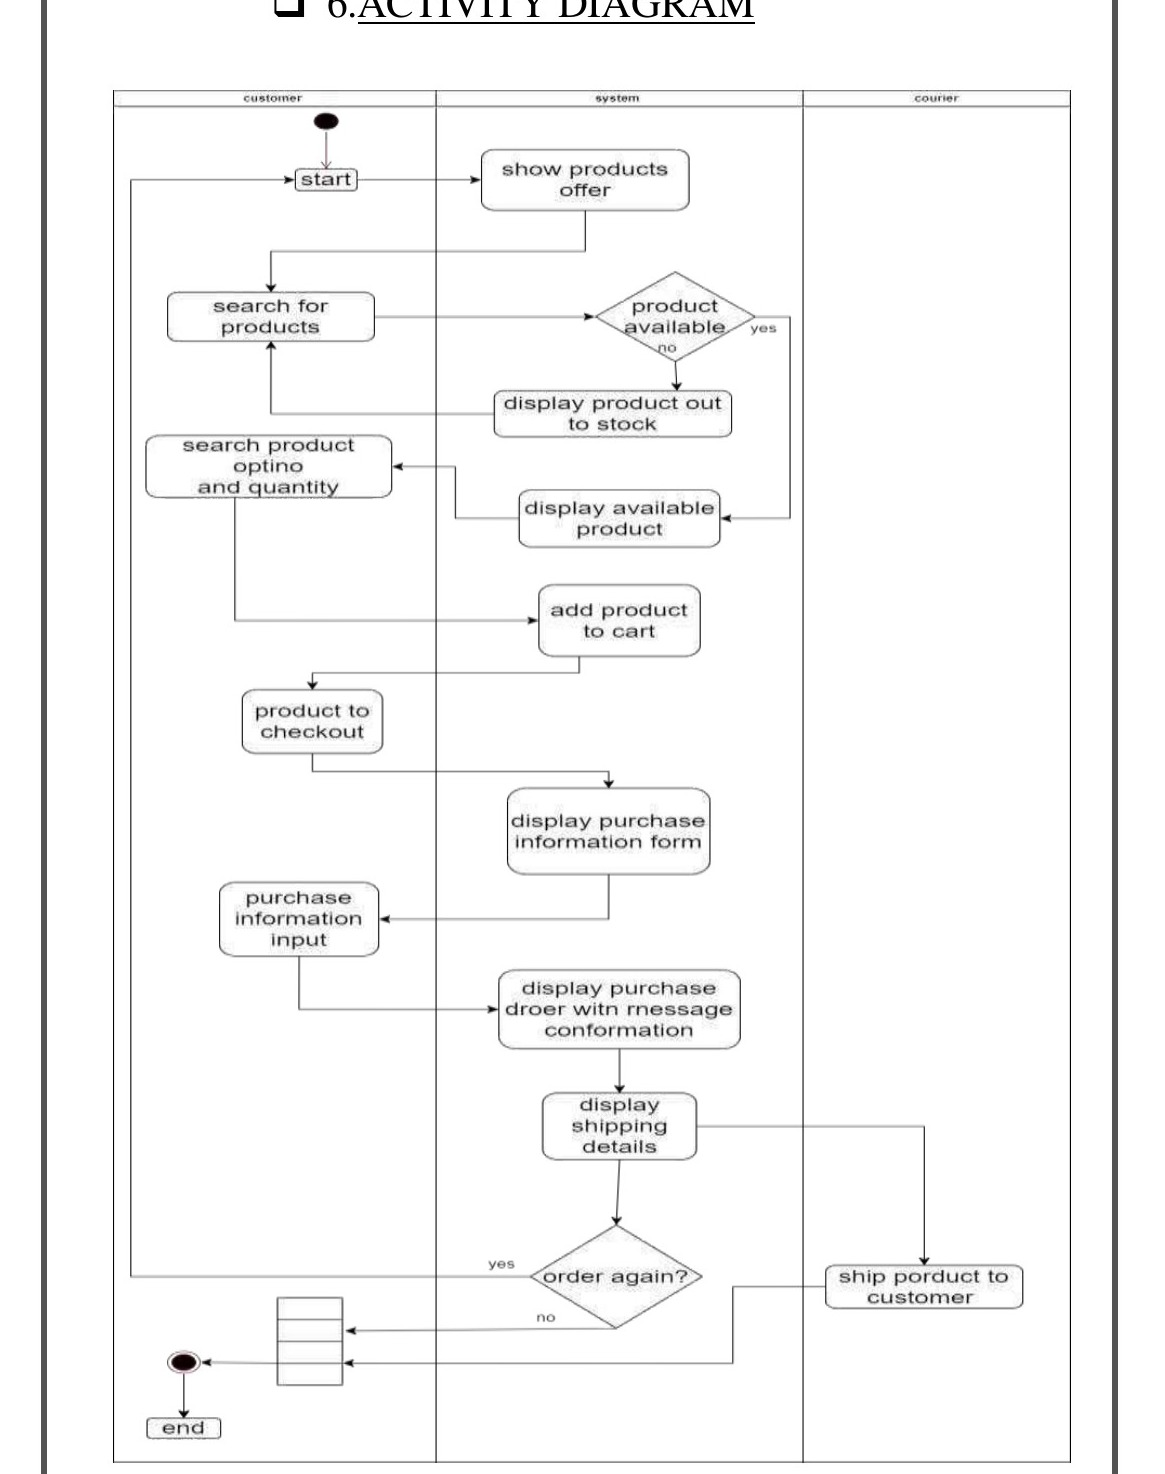 6.ACTIVITY DIAGRAM
customer
system
courier
start
show products
offer
search for
products
product
available
yes
no
display product out
to stock
search product
optino
and quantity
display available
product
add product
to cart
product to
checkout
display purchase
information form
purchase
information
input
display purchase
droer witn rnessage
conformation
display
shipping
details
yes
order again?
ship porduct to
customer
no
end